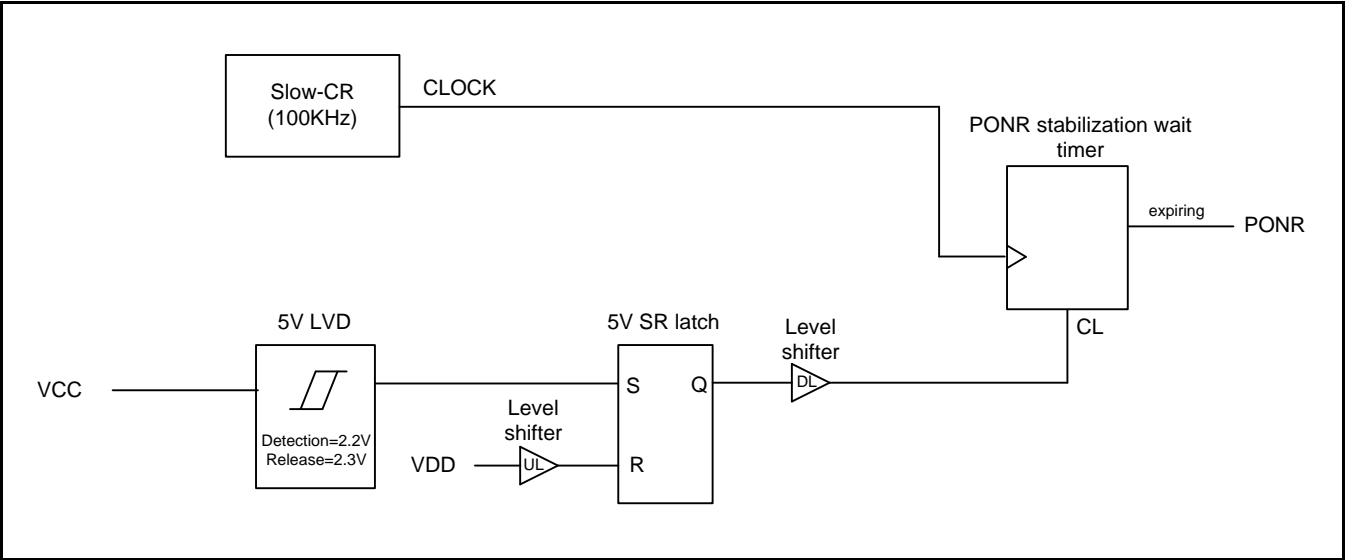 Slow-CR
(100KHz)
CLOCK
PONR stabilization wait
timer
expiring
PONR
CL
5V LVD
VCC
Detection=2.2V
Release=2.3V
5V SR latch
S
Q
R
Level
shifter
DL
Level
shifter
VDD
UL